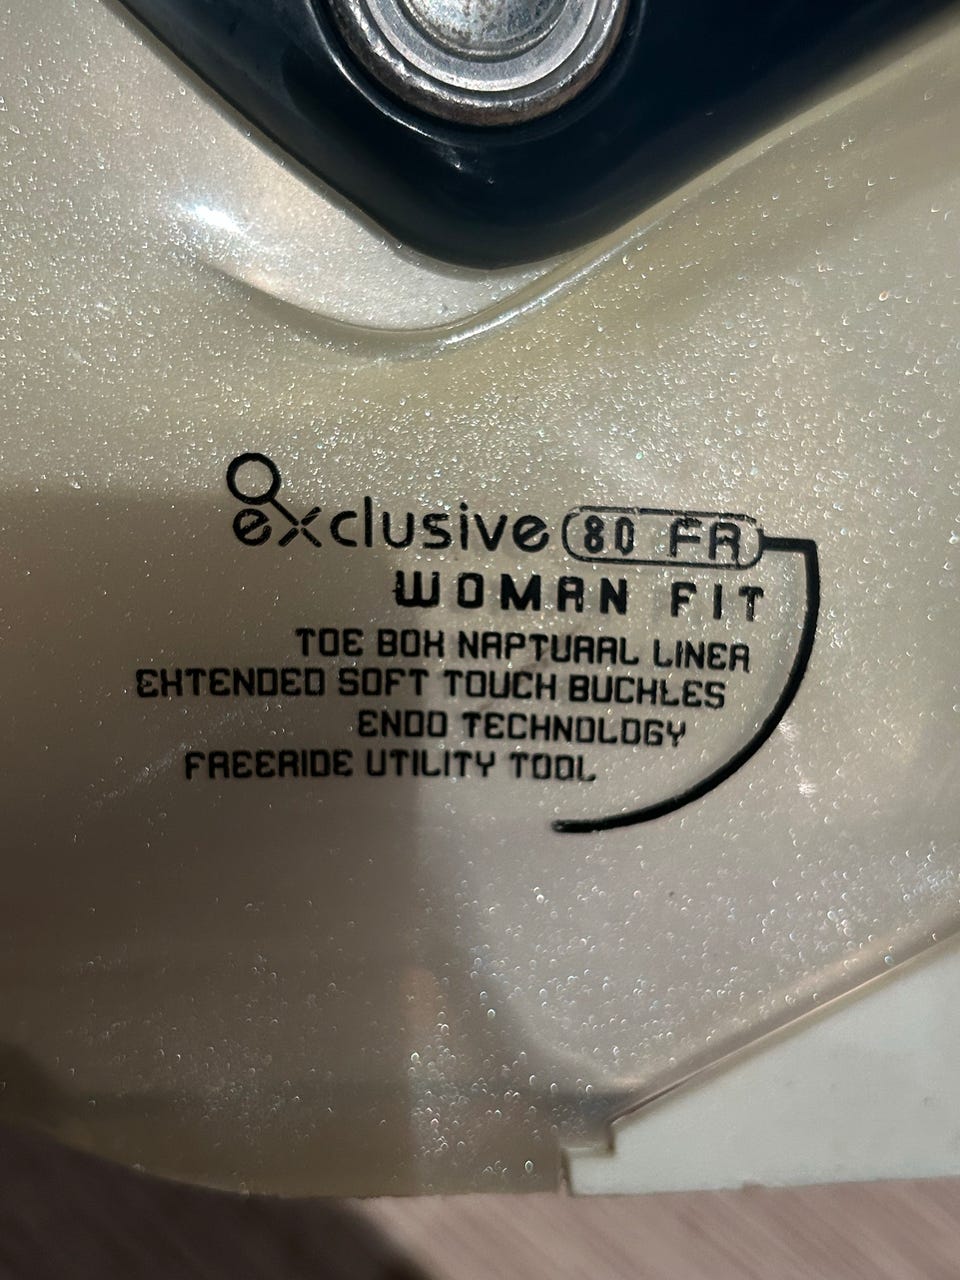 exclusive 80 FR
WOMAN FIT
TOE BOX NAPTURAL LINER
EXTENDED SOFT TOUCH BUCKLES
ENDO TECHNOLOGY
FREERIDE UTILITY TOOL